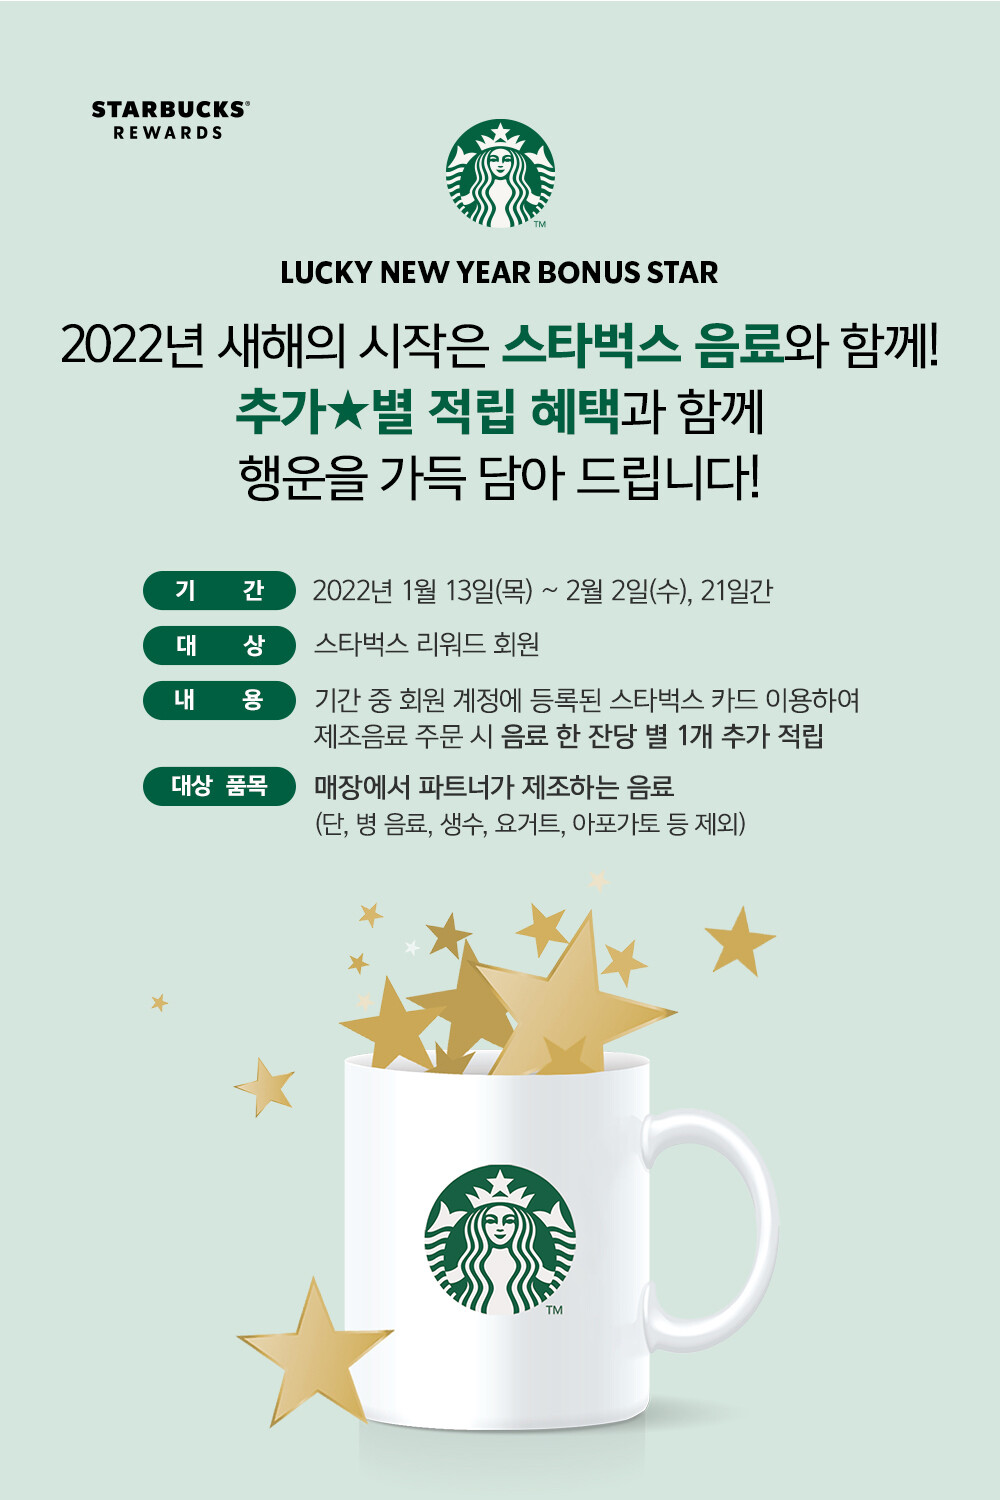 STARBUCKS®
REWARDS
TM
LUCKY NEW YEAR BONUS STAR
2022년 새해의 시작은 스타벅스 음료와 함께!
추가★별 적립 혜택과 함께
행운을 가득 담아 드립니다!
기 간 2022년 1월 13일(목) ~ 2월 2일(수), 21일간
대 상 스타벅스 리워드 회원
내 용 기간 중 회원 계정에 등록된 스타벅스 카드 이용하여
제조음료 주문 시 음료 한 잔당 별 1개 추가 적립
대상 품목 매장에서 파트너가 제조하는 음료
(단, 병 음료, 생수, 요거트, 아포가토 등 제외)
TM